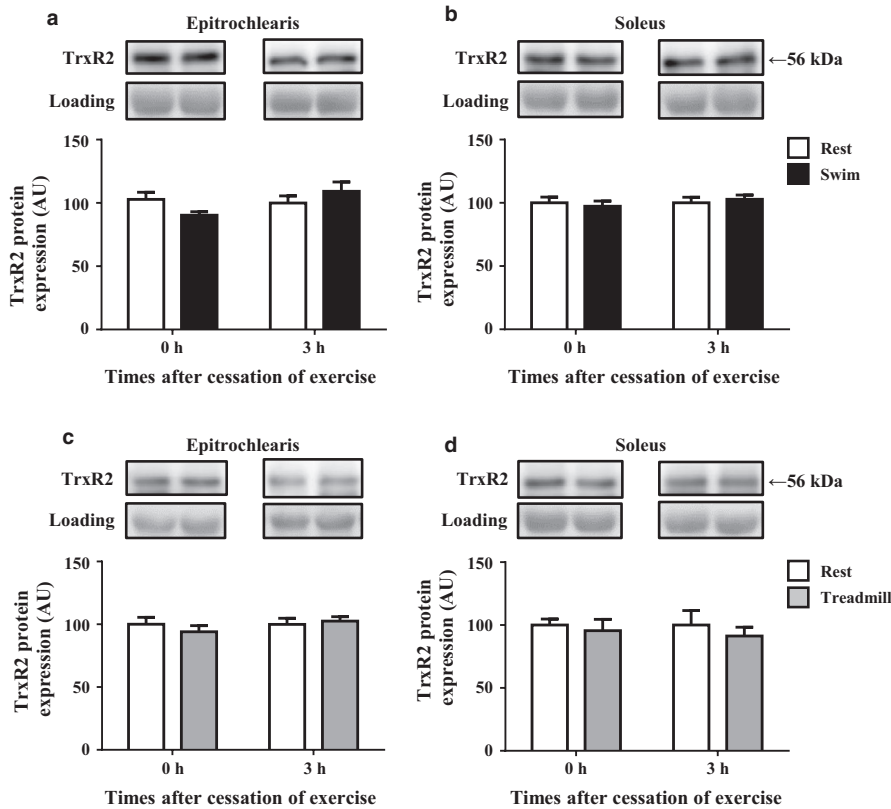 a
Epitrochlearis
TrxR2
Loading
150
100
50
0
TrxR2 protein
expression (AU)
0 h
3 h
Times after cessation of exercise
b
Soleus
TrxR2
←56 kDa
Loading
150
100
50
0
TrxR2 protein
expression (AU)
0 h
3 h
Times after cessation of exercise
Rest
Swim
c
Epitrochlearis
TrxR2
Loading
150
100
50
0
TrxR2 protein
expression (AU)
0 h
3 h
Times after cessation of exercise
d
Soleus
TrxR2
←56 kDa
Loading
150
100
50
0
TrxR2 protein
expression (AU)
0 h
3 h
Times after cessation of exercise
Rest
Treadmill